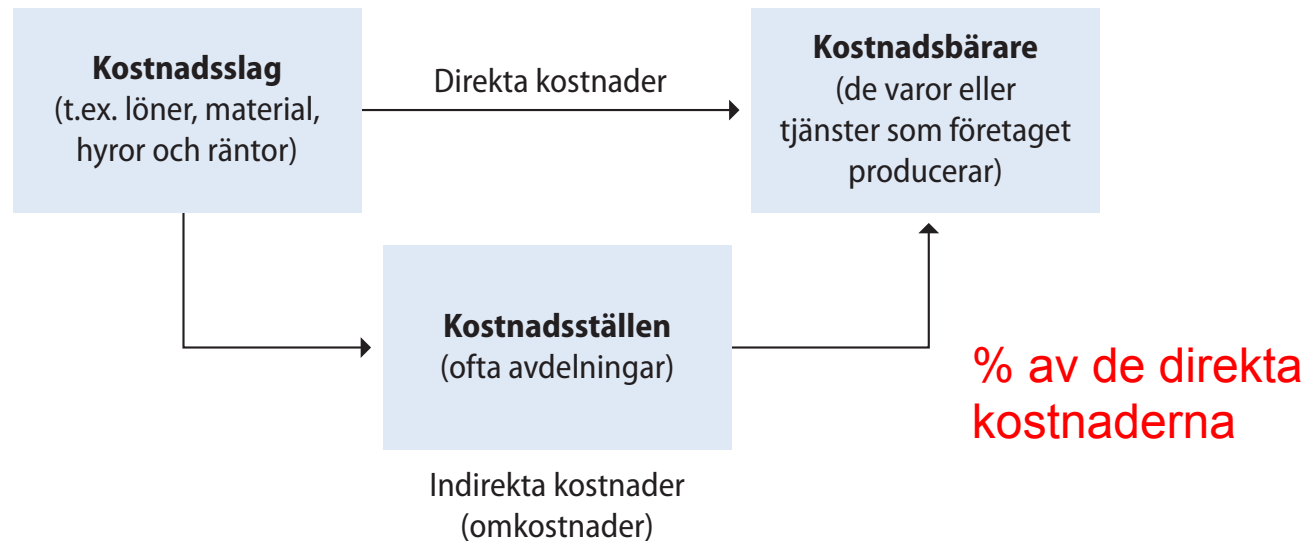 Kostnadsslag
(t.ex. löner, material,
hyror och räntor)
Direkta kostnader
Kostnadsbärare
(de varor eller
tjänster som företaget
producerar)
Kostnadsställen
(ofta avdelningar)
% av de direkta
kostnaderna
Indirekta kostnader
(omkostnader)